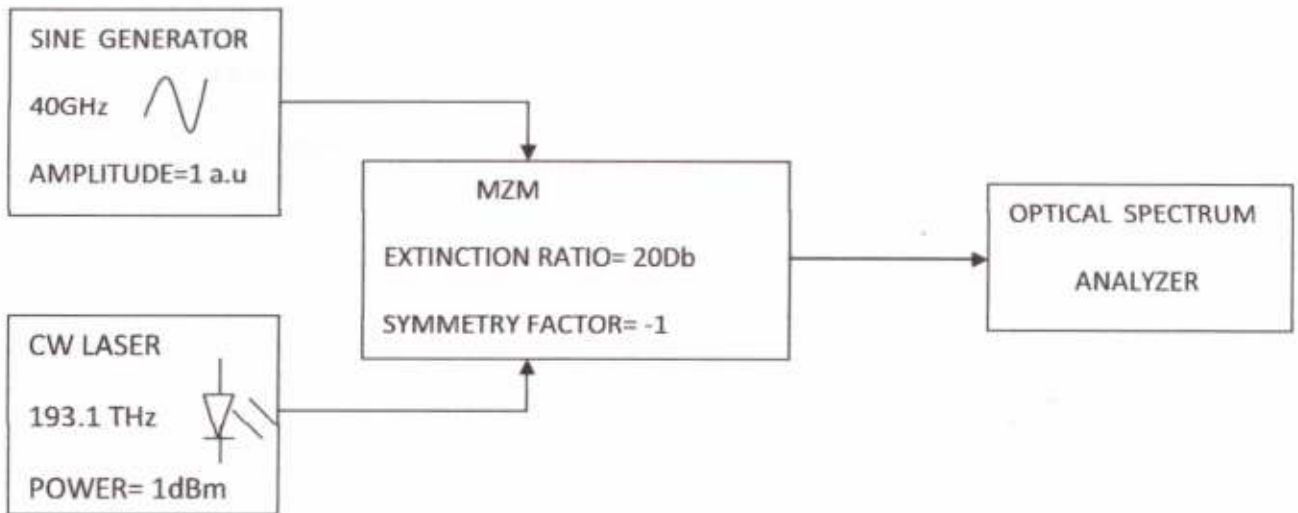 SINE GENERATOR
40GHz
AMPLITUDE=1 a.u
MZM
EXTINCTION RATIO= 20Db
SYMMETRY FACTOR= -1
OPTICAL SPECTRUM
ANALYZER
CW LASER
193.1 THz
POWER= 1dBm